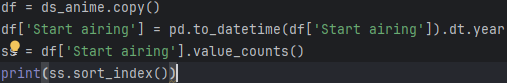 df = ds_anime.copy()
df['Start airing'] = pd.to_datetime(df['Start airing']).dt.year
ss = df['Start airing'].value_counts()
print(ss.sort_index())